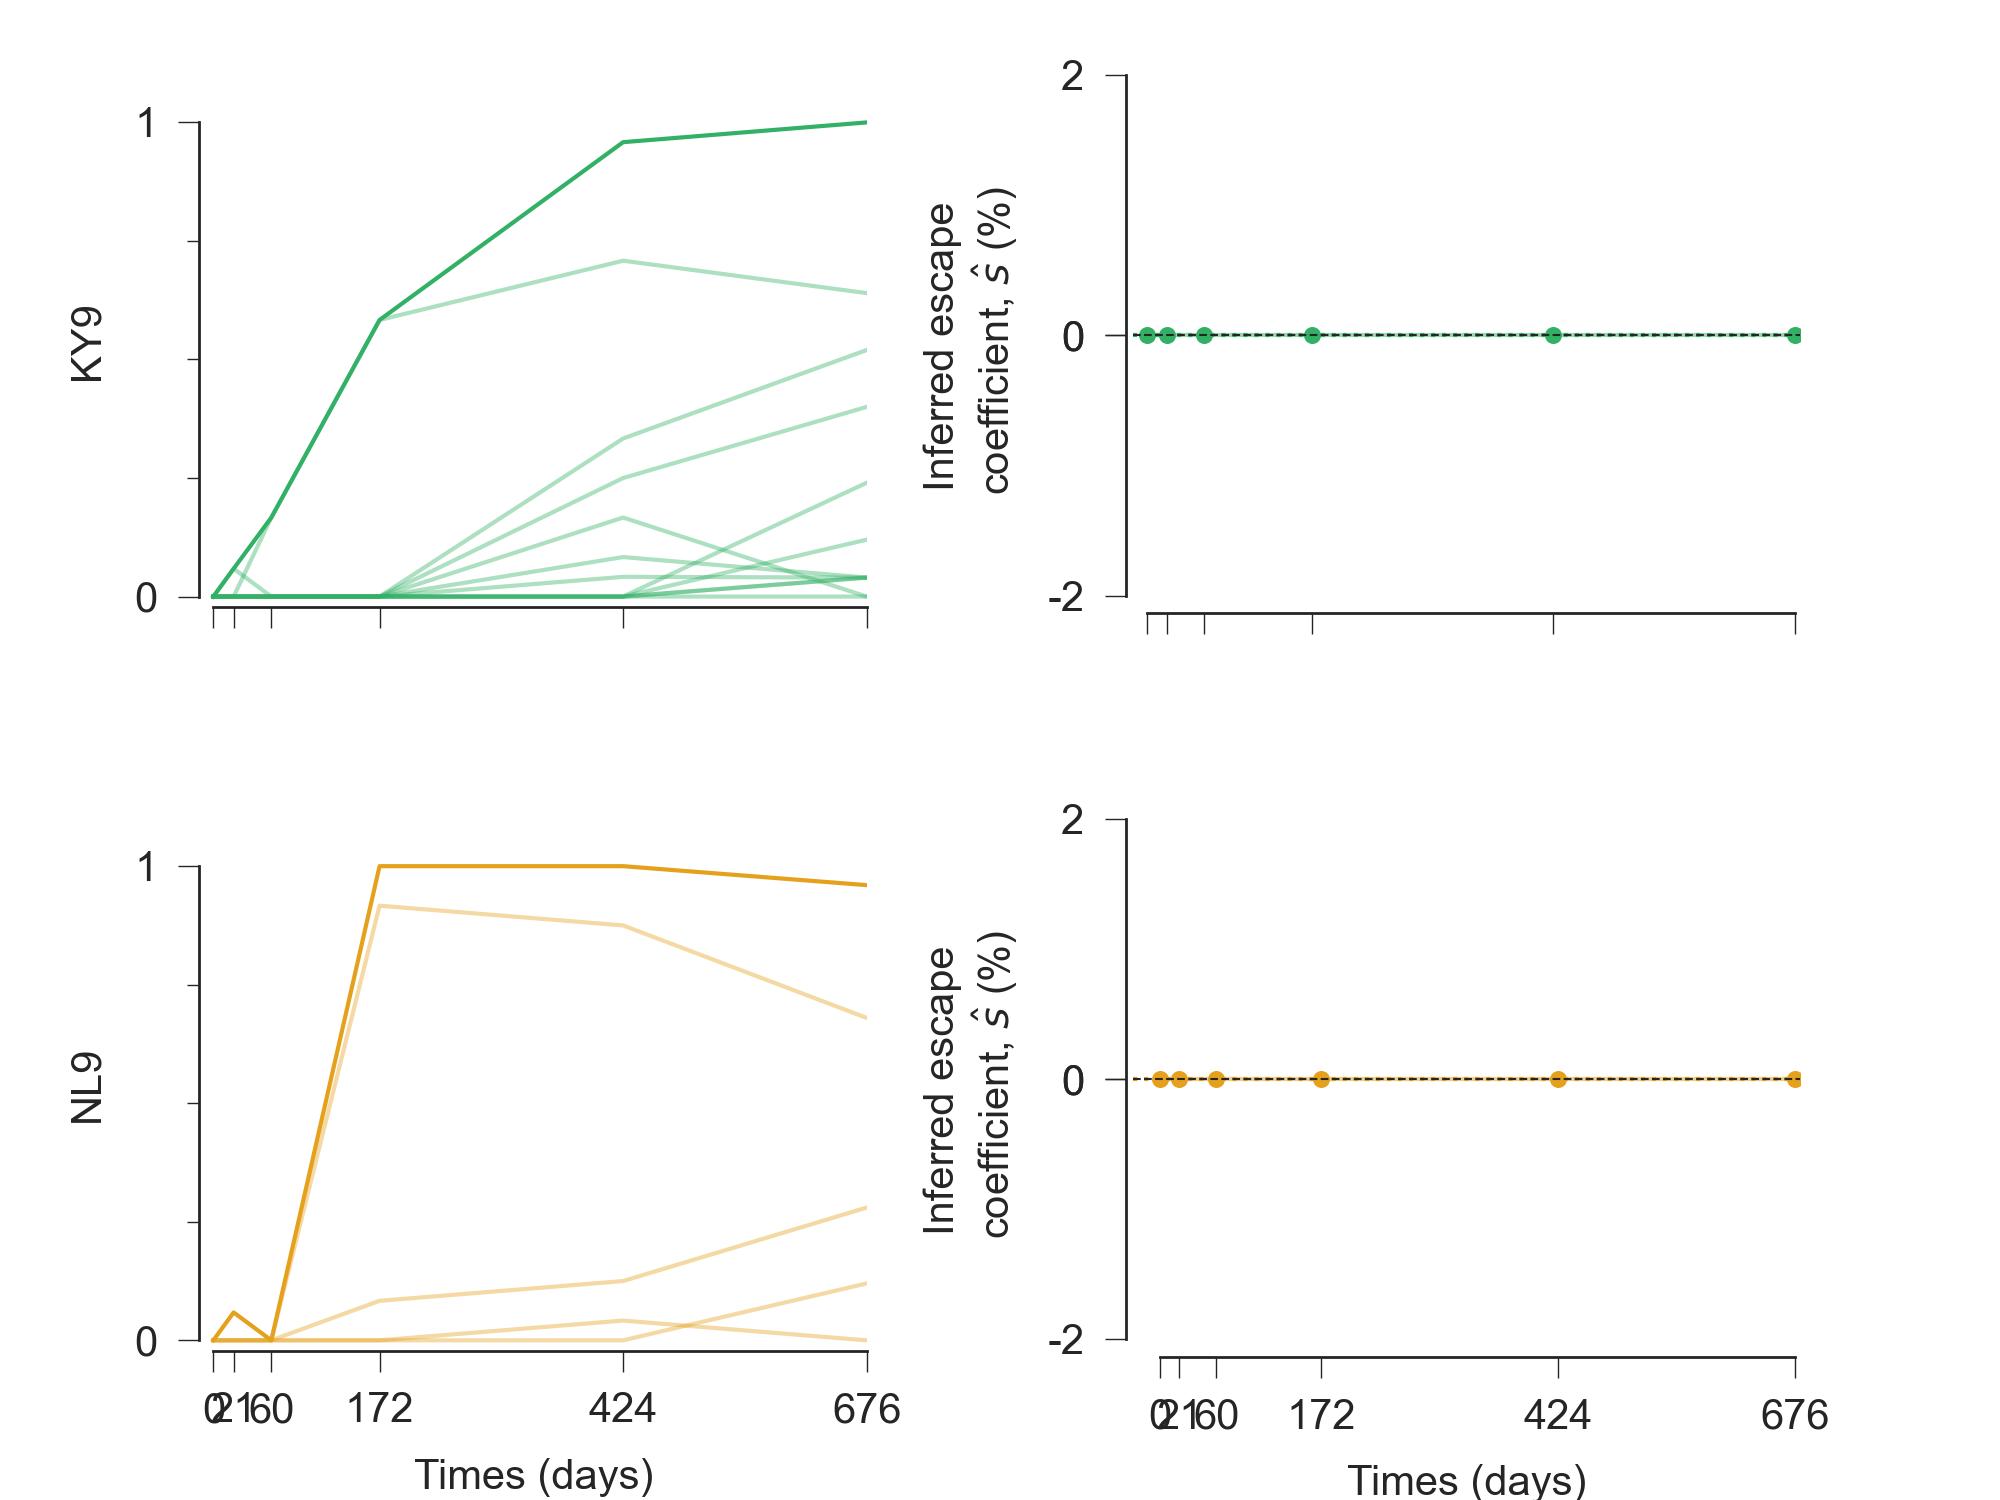 KY9
1
0
Inferred escape
coefficient, ŝ (%)
2
0
-2
NL9
1
0
0 21 60 172 424 676
Times (days)
Inferred escape
coefficient, ŝ (%)
2
0
-2
0 21 60 172 424 676
Times (days)